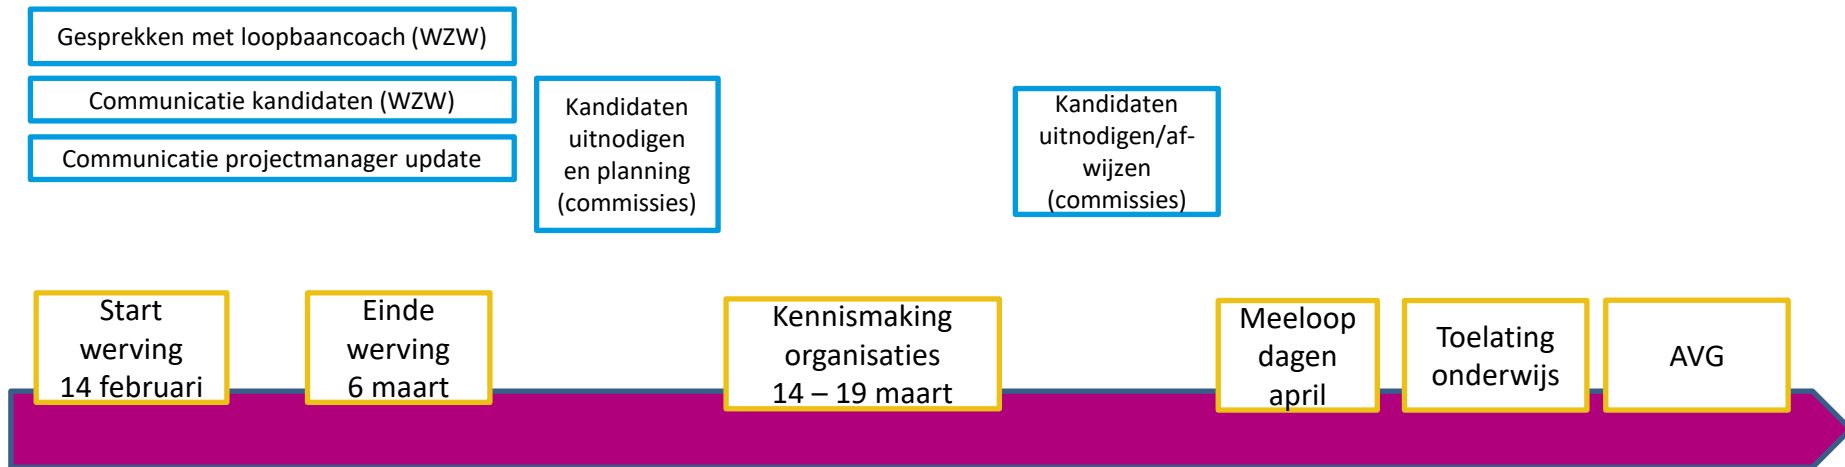 Gesprekken met loopbaancoach (WZW)
Communicatie kandidaten (WZW)
Communicatie projectmanager update
Kandidaten
uitnodigen
en planning
(commissies)
Kandidaten
uitnodigen/af-
wijzen
(commissies)
Start
werving
14 februari
Einde
werving
6 maart
Kennismaking
organisaties
14 – 19 maart
Meeloop
dagen
april
Toelating
onderwijs
AVG